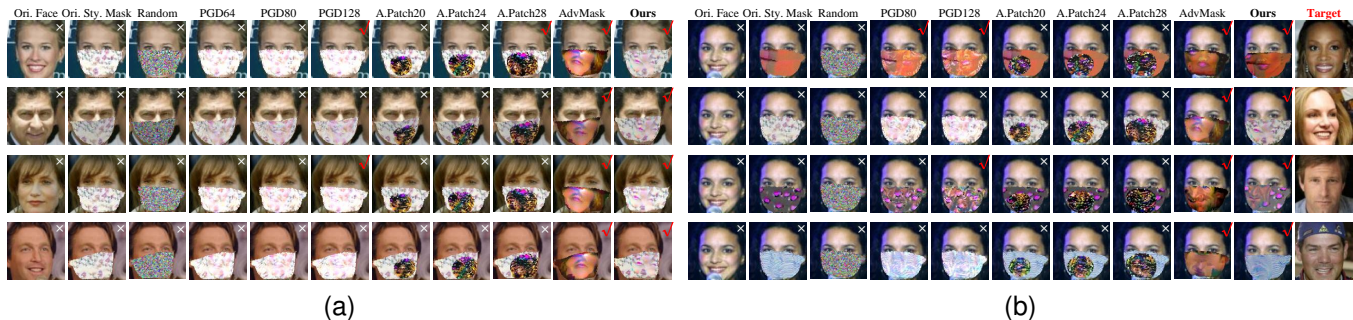 Ori. Face Ori. Sty. Mask Random PGD64 PGD80 PGD128 A.Patch20 A.Patch24 A.Patch28 AdvMask Ours
Ori. Face Ori. Sty. Mask Random PGD80 PGD128 A.Patch20 A.Patch24 A.Patch28 AdvMask Ours Target
(a)
(b)